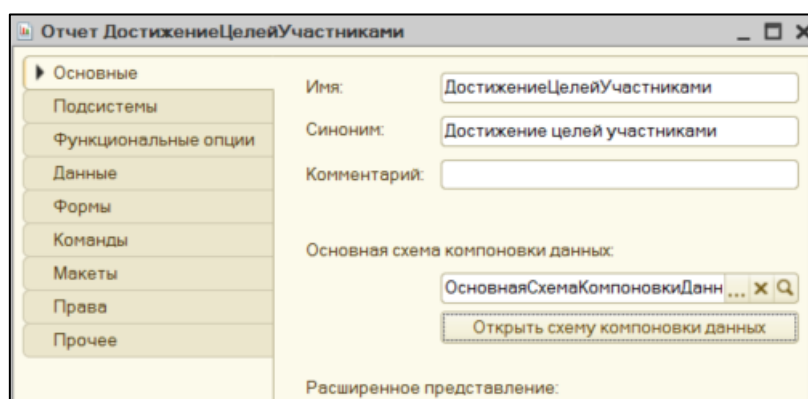 Отчет ДостижениеЦелейУчастниками
Основные
Подсистемы
Функциональные опции
Данные
Формы
Команды
Макеты
Права
Прочее
Имя: ДостижениеЦелейУчастниками
Синоним: Достижение целей участниками
Комментарий:
Основная схема компоновки данных:
ОсновнаяСхемаКомпоновкиДанн ...
Открыть схему компоновки данных
Расширенное представление: